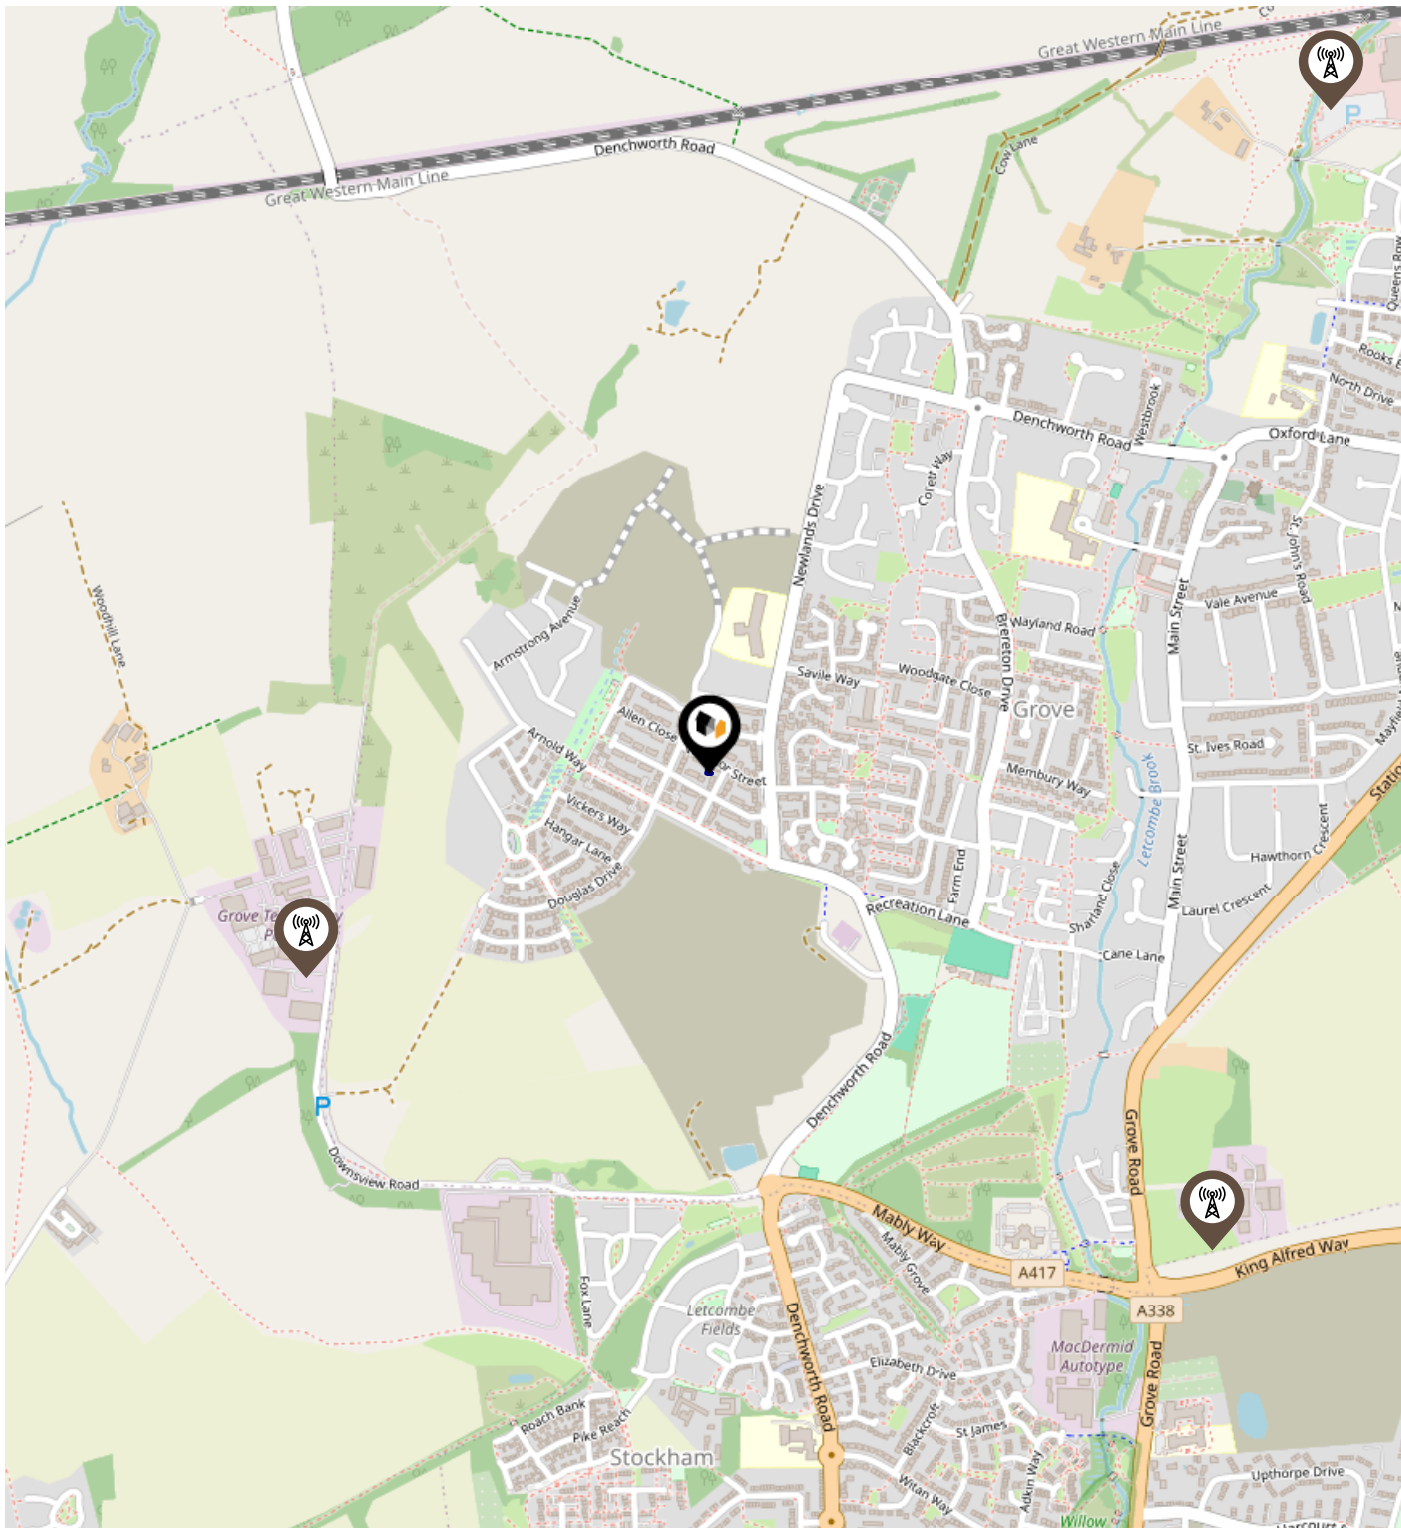 Great Western Main Line
Denchworth Road
Great Western Main Line
Cow Lane
P
Queens Row
Rooks
North Drive
Westbrook
Denchworth Road
Oxford Lane
Corett Way
Newlands Drive
St. John's Road
Woodhill Lane
Armstrong Avenue
Main Street
Vale Avenue
Wayland Road
Brereton Drive
Savile Way
Woodgate Close
Grove
Allen Close
Arnold Way
St. Ives Road
Street
Membury Way
Letcombe Brook
Vickers Way
Hangar Lane
Douglas Drive
Hawthorn Crescent
Main Street
Farm End
Sharland Close
Laurel Crescent
Recreation Lane
Cane Lane
Grove
Denchworth Road
P
Grove Road
Downsview Road
Mably Way
Mably Grove
King Alfred Way
A417
A338
Fox Lane
Letcombe
Fields
Denchworth Road
MacDermid
Autotype
Elizabeth Drive
Grove Road
Roach Bank
Pike Reach
Blackcroft
St James
Stockham
Adkin Way
Witan Way
Upthorpe Drive
Willow